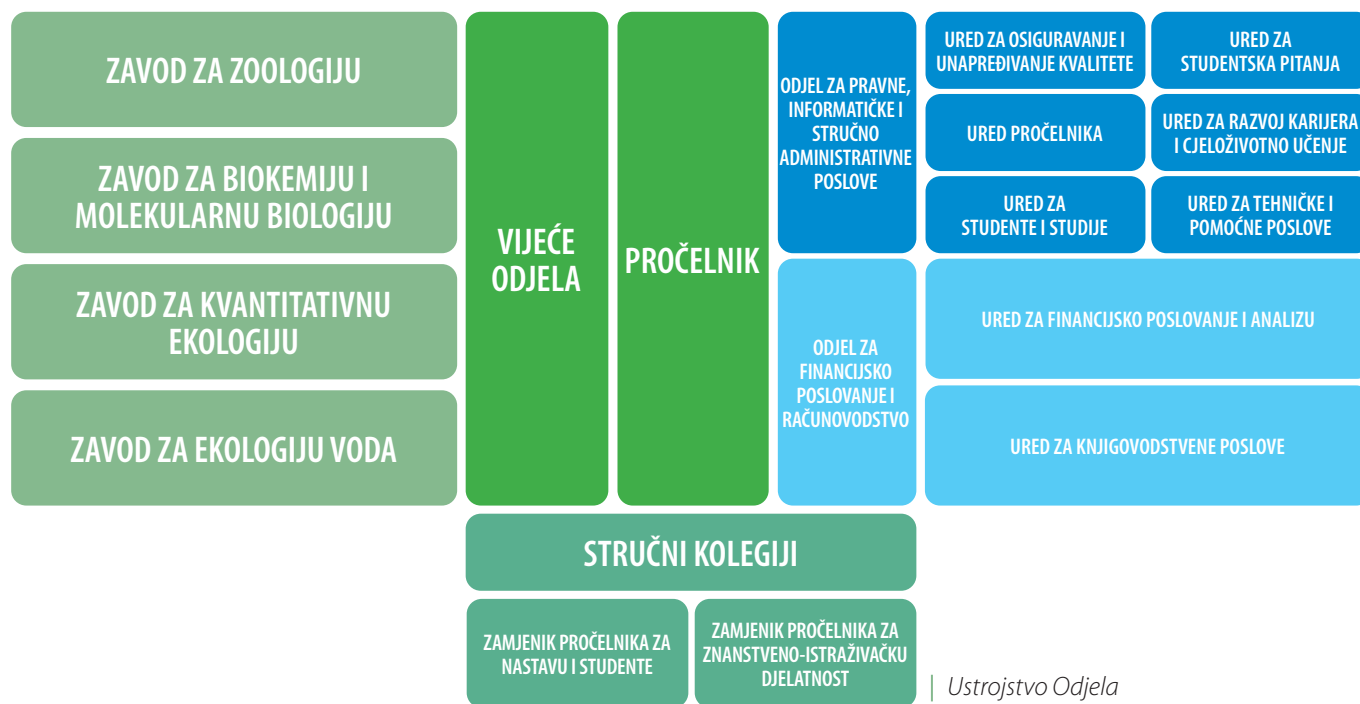 ZAVOD ZA ZOOLOGIJU
ZAVOD ZA BIOKEMIJU I
MOLEKULARNU BIOLOGIJU
ZAVOD ZA KVANTITATIVNU
EKOLOGIJU
ZAVOD ZA EKOLOGIJU VODA
VIJEĆE
ODJELA
PROČELNIK
ODJEL ZA PRAVNE,
INFORMATIČKE I
STRUČNO
ADMINISTRATIVNE
POSLOVE
ODJEL ZA
FINANCIJSKO
POSLOVANJE I
RAČUNOVODSTVO
URED ZA OSIGURAVANJE I
UNAPREĐIVANJE KVALITETE
URED ZA
STUDENTSKA PITANJA
URED PROČELNIKA
URED ZA RAZVOJ KARIJERA
I CJELOŽIVOTNO UČENJE
URED ZA
STUDENTE I STUDIJE
URED ZA TEHNIČKE I
POMOĆNE POSLOVE
URED ZA FINANCIJSKO POSLOVANJE I ANALIZU
URED ZA KNJIGOVODSTVENE POSLOVE
STRUČNI KOLEGIJI
ZAMJENIK PROČELNIKA ZA
NASTAVU I STUDENTE
ZAMJENIK PROČELNIKA ZA
ZNANSTVENO-ISTRAŽIVAČKU
DJELATNOST
Ustrojstvo Odjela